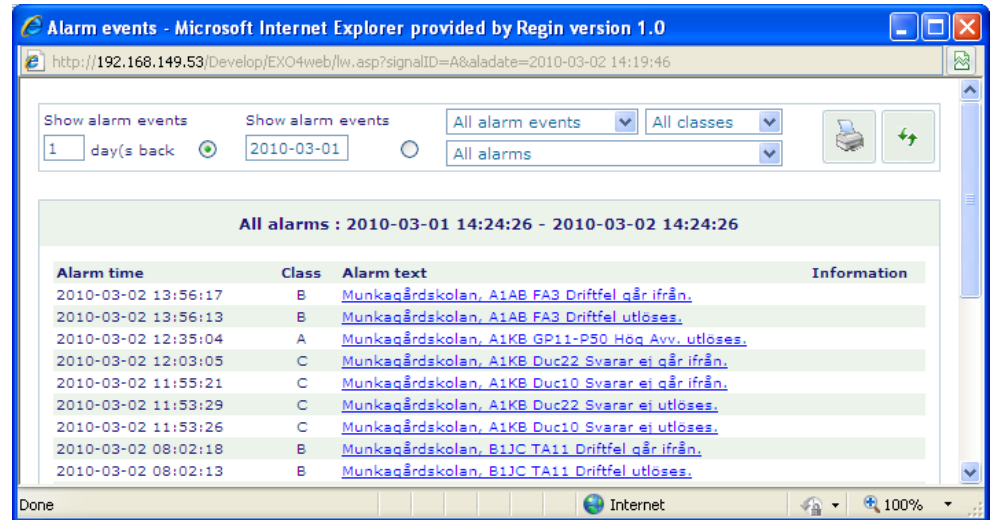 Alarm events - Microsoft Internet Explorer provided by Regin version 1.0
http://192.168.149.53/Develop/EXO4web/lw.asp?signalID=A&aladate=2010-03-02 14:19:46
Show alarm events Show alarm events All alarm events All classes
1 day(s back 2010-03-01 All alarms
All alarms : 2010-03-01 14:24:26 - 2010-03-02 14:24:26
Alarm time Class Alarm text Information
2010-03-02 13:56:17 B Munkagårdskolan, A1AB FA3 Driftfel går ifrån.
2010-03-02 13:56:13 B Munkagårdskolan, A1AB FA3 Driftfel utlöses.
2010-03-02 12:35:04 A Munkagårdskolan, A1KB GP11-P50 Hög Avv. utlöses.
2010-03-02 12:03:05 C Munkagårdskolan, A1KB Duc22 Svarar ej går ifrån.
2010-03-02 11:55:21 C Munkagårdskolan, A1KB Duc10 Svarar ej går ifrån.
2010-03-02 11:53:29 C Munkagårdskolan, A1KB Duc22 Svarar ej utlöses.
2010-03-02 11:53:26 C Munkagårdskolan, A1KB Duc10 Svarar ej utlöses.
2010-03-02 08:02:18 B Munkagårdskolan, B1JC TA11 Driftfel går ifrån.
2010-03-02 08:02:13 B Munkagårdskolan, B1JC TA11 Driftfel utlöses.
Done Internet 100%